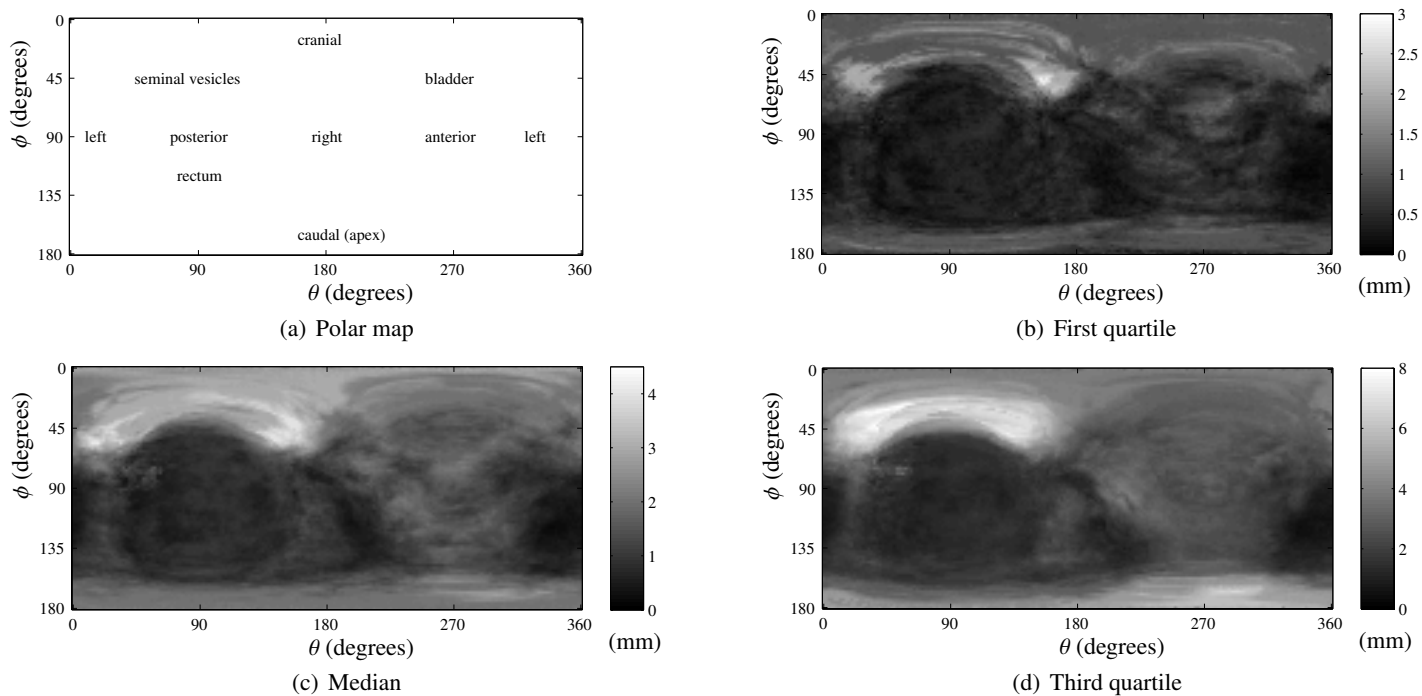 0
45
90
135
180
ϕ (degrees)
cranial
seminal vesicles
bladder
left
posterior
right
anterior
left
rectum
caudal (apex)
0
90
180
270
360
θ (degrees)
(a) Polar map
0
45
90
135
180
ϕ (degrees)
0
90
180
270
360
θ (degrees)
3
2.5
2
1.5
1
0.5
0
(mm)
(b) First quartile
0
45
90
135
180
ϕ ((degrees)
0
90
180
270
360
θ (degrees)
4
3
2
1
0
(mm)
(c) Median
0
45
90
135
180
ϕ (degrees)
0
90
180
270
360
θ (degrees)
8
6
4
2
0
(mm)
(d) Third quartile